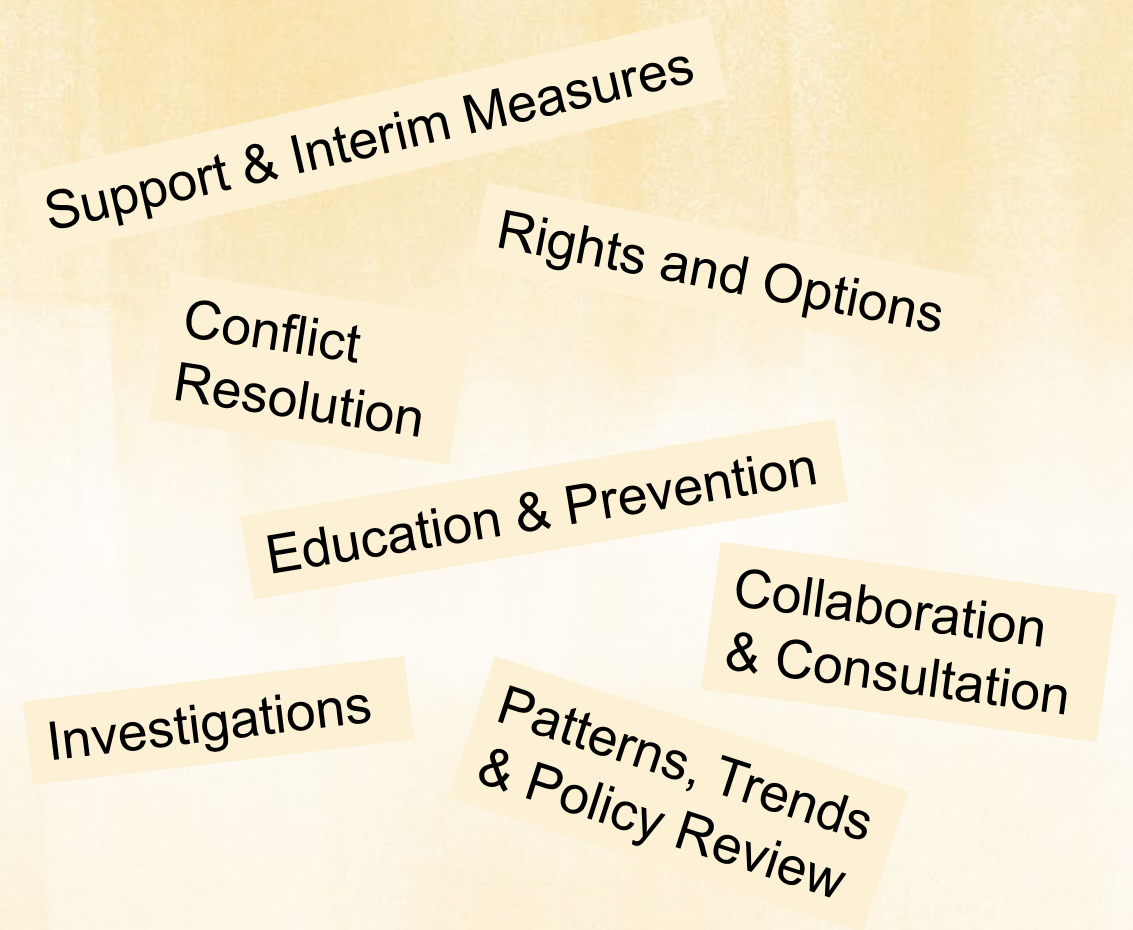 Support & Interim Measures
Rights and Options
Conflict
Resolution
Education & Prevention
Collaboration
& Consultation
Investigations
Patterns, Trends
& Policy Review